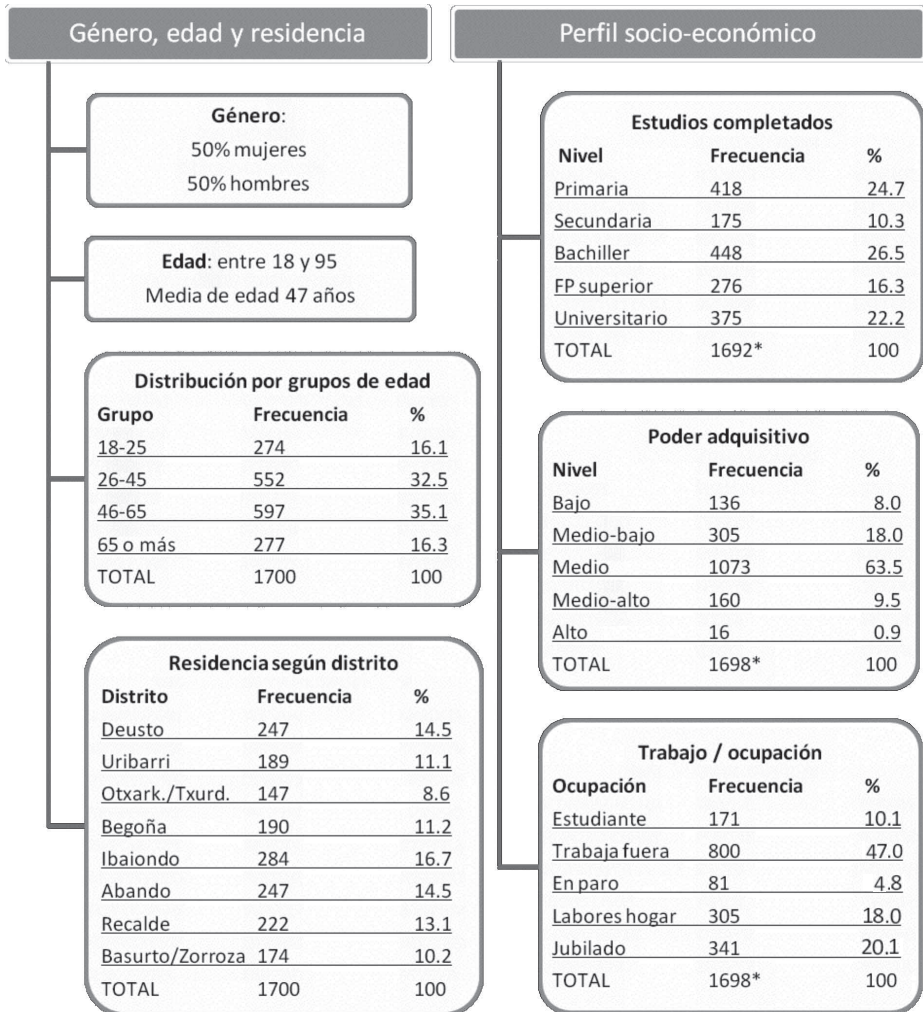 Género, edad y residencia
Género:
50% mujeres
50% hombres
Edad: entre 18 y 95
Media de edad 47 años
Distribución por grupos de edad
Grupo Frecuencia %
18-25 274 16.1
26-45 552 32.5
46-65 597 35.1
65 o más 277 16.3
TOTAL 1700 100
Residencia según distrito
Distrito Frecuencia %
Deusto 247 14.5
Uribarri 189 11.1
Otxark./Txurd. 147 8.6
Begoña 190 11.2
Ibaiondo 284 16.7
Abando 247 14.5
Recalde 222 13.1
Basurto/Zorroza 174 10.2
TOTAL 1700 100
Perfil socio-económico
Estudios completados
Nivel Frecuencia %
Primaria 418 24.7
Secundaria 175 10.3
Bachiller 448 26.5
FP superior 276 16.3
Universitario 375 22.2
TOTAL 1692* 100
Poder adquisitivo
Nivel Frecuencia %
Bajo 136 8.0
Medio-bajo 305 18.0
Medio 1073 63.5
Medio-alto 160 9.5
Alto 16 0.9
TOTAL 1698* 100
Trabajo / ocupación
Ocupación Frecuencia %
Estudiante 171 10.1
Trabaja fuera 800 47.0
En paro 81 4.8
Labores hogar 305 18.0
Jubilado 341 20.1
TOTAL 1698* 100